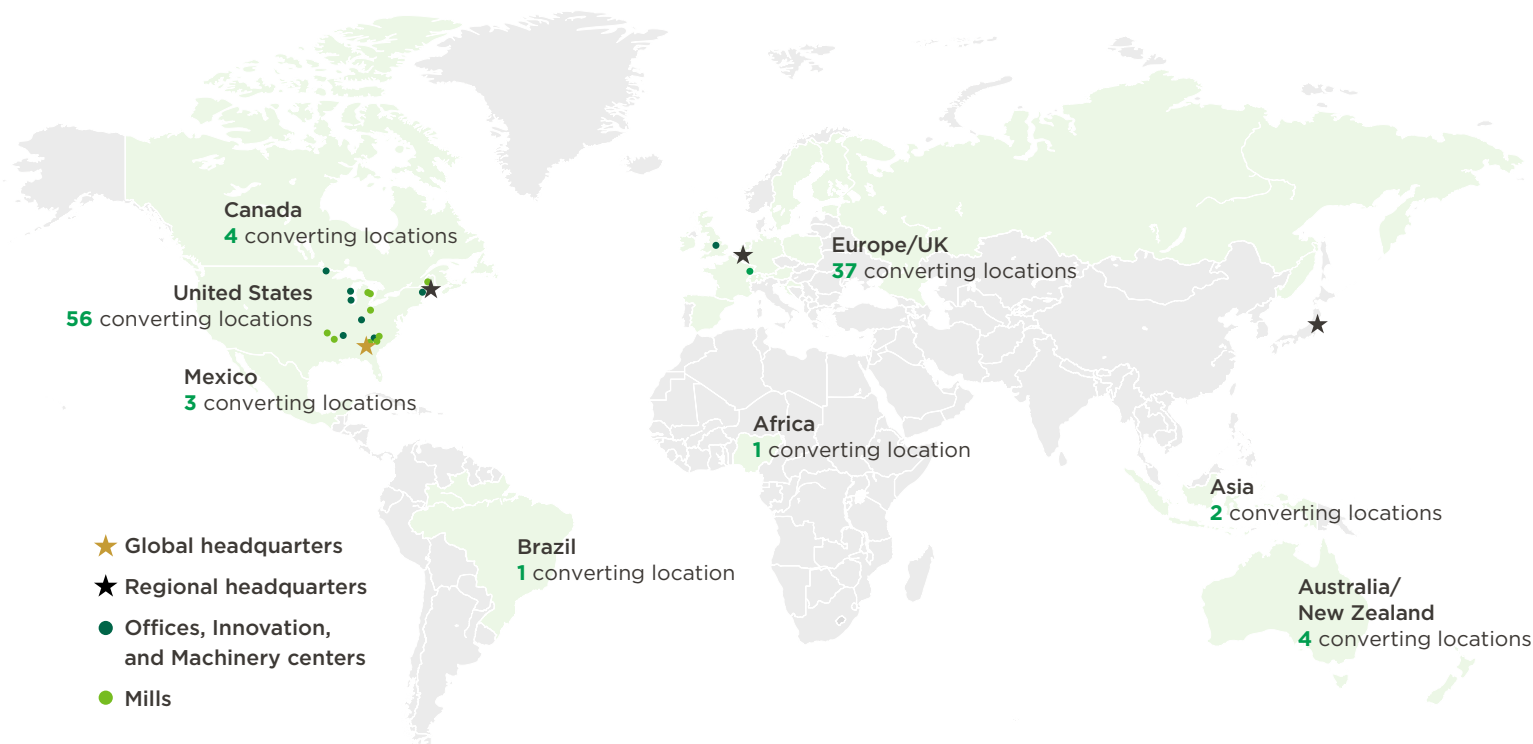 Canada
4 converting locations
United States
56 converting locations
Mexico
3 converting locations
Europe/UK
37 converting locations
Africa
1 converting location
Asia
2 converting locations
Brazil
1 converting location
Australia/
New Zealand
4 converting locations
Global headquarters
Regional headquarters
Offices, Innovation,
and Machinery centers
Mills